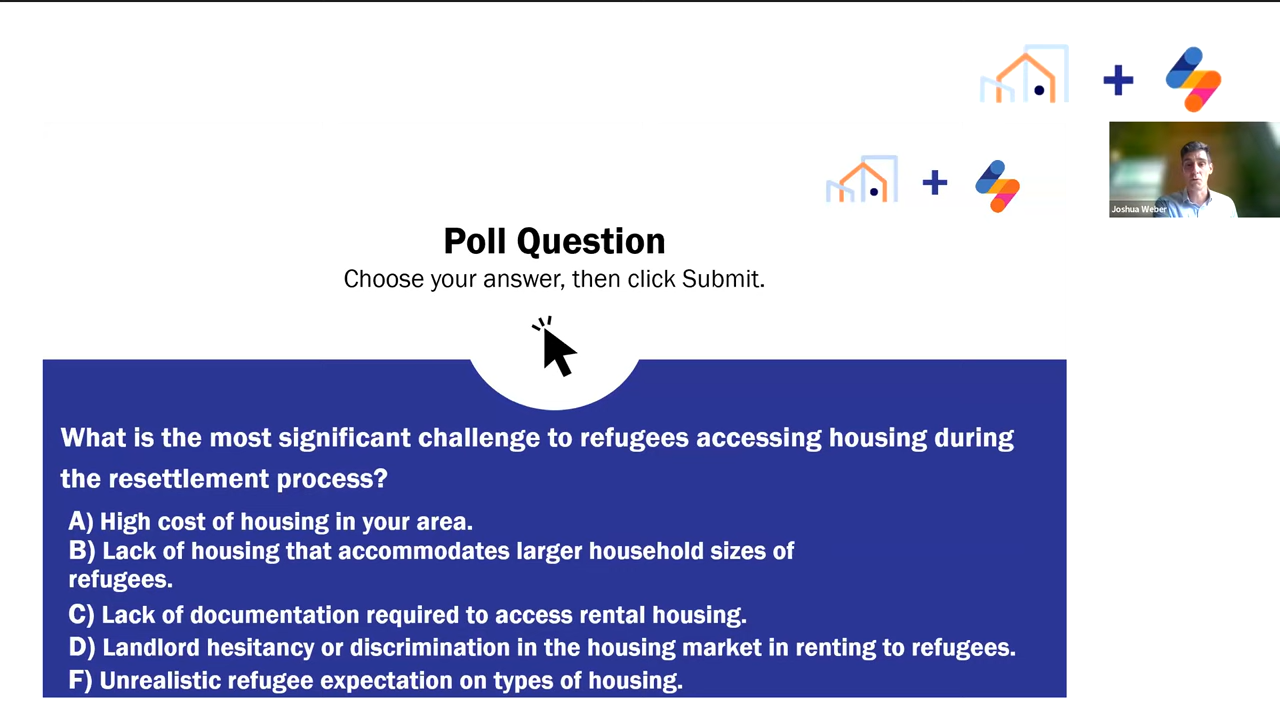 Joshua Weber
Poll Question
Choose your answer, then click Submit.
What is the most significant challenge to refugees accessing housing during
the resettlement process?
A) High cost of housing in your area.
B) Lack of housing that accommodates larger household sizes of
refugees.
C) Lack of documentation required to access rental housing.
D) Landlord hesitancy or discrimination in the housing market in renting to refugees.
F) Unrealistic refugee expectation on types of housing.